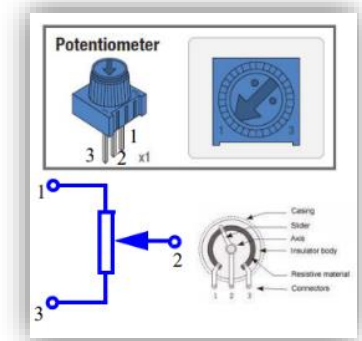 Potentiometer
1
3
2
x1
1
3
1
2
3
Casing
Slider
Axis
Insulator body
Resistive material
Connectors
1 2 3